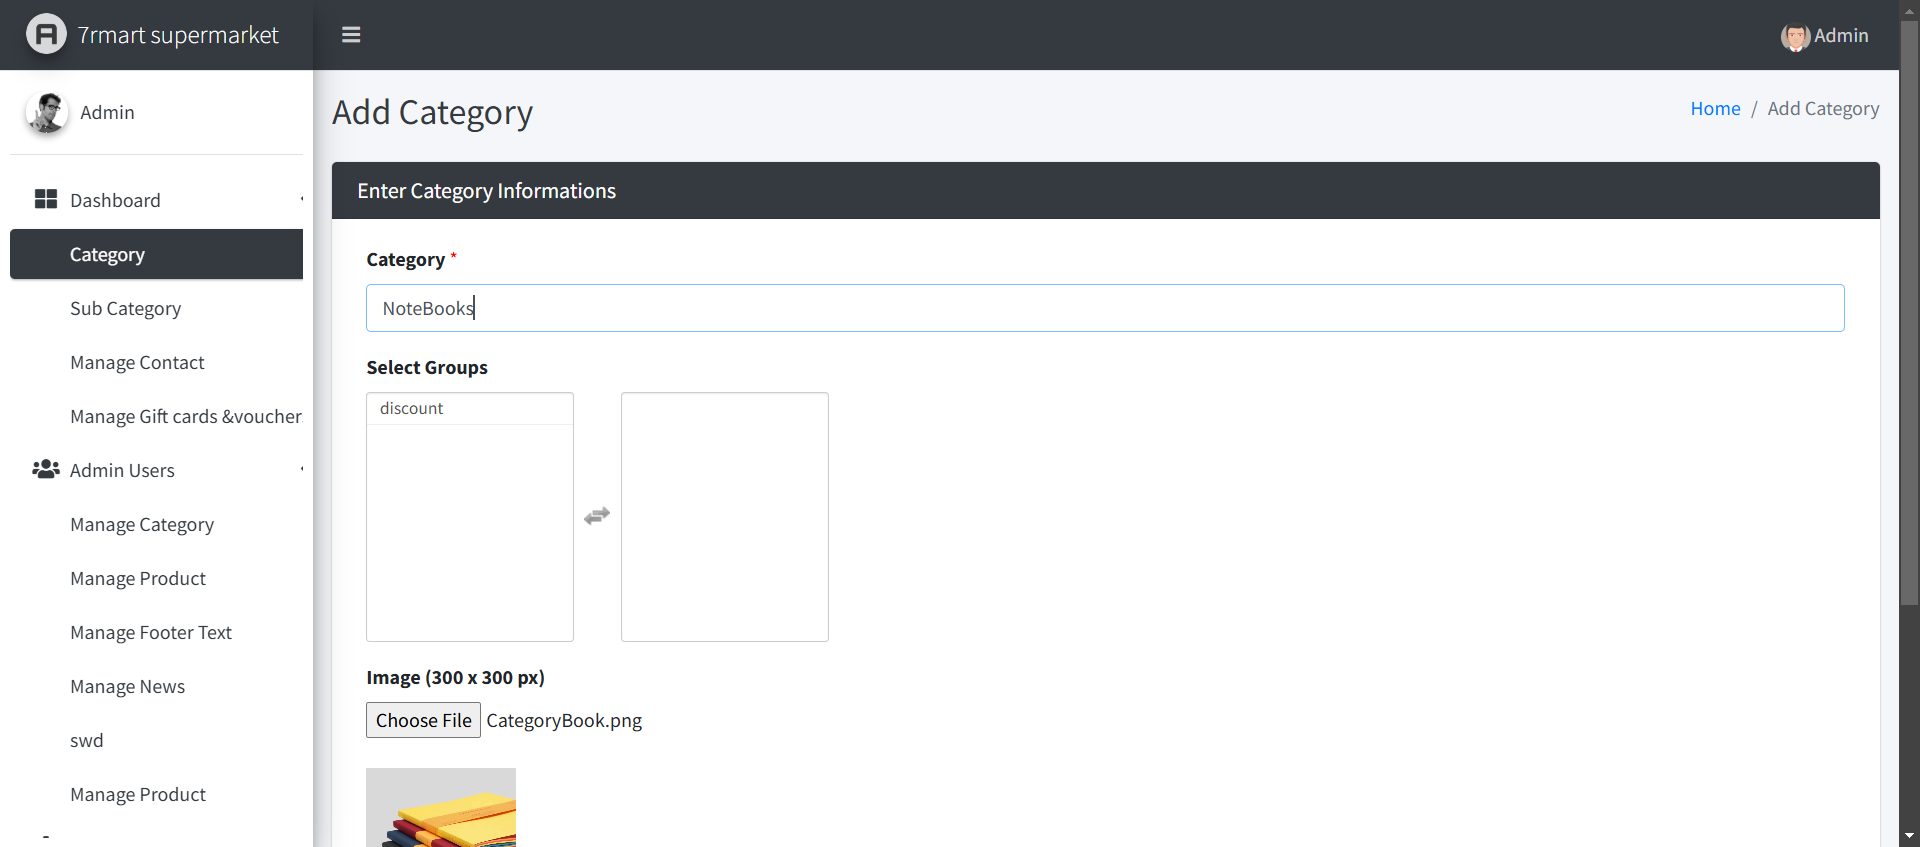 7rmart supermarket
Admin
Admin
Add Category
Home / Add Category
Dashboard
Category
Sub Category
Manage Contact
Manage Gift cards &voucher
Admin Users
Manage Category
Manage Product
Manage Footer Text
Manage News
swd
Manage Product
Enter Category Informations
Category *
NoteBooks
Select Groups
discount
Image (300 x 300 px)
Choose File CategoryBook.png